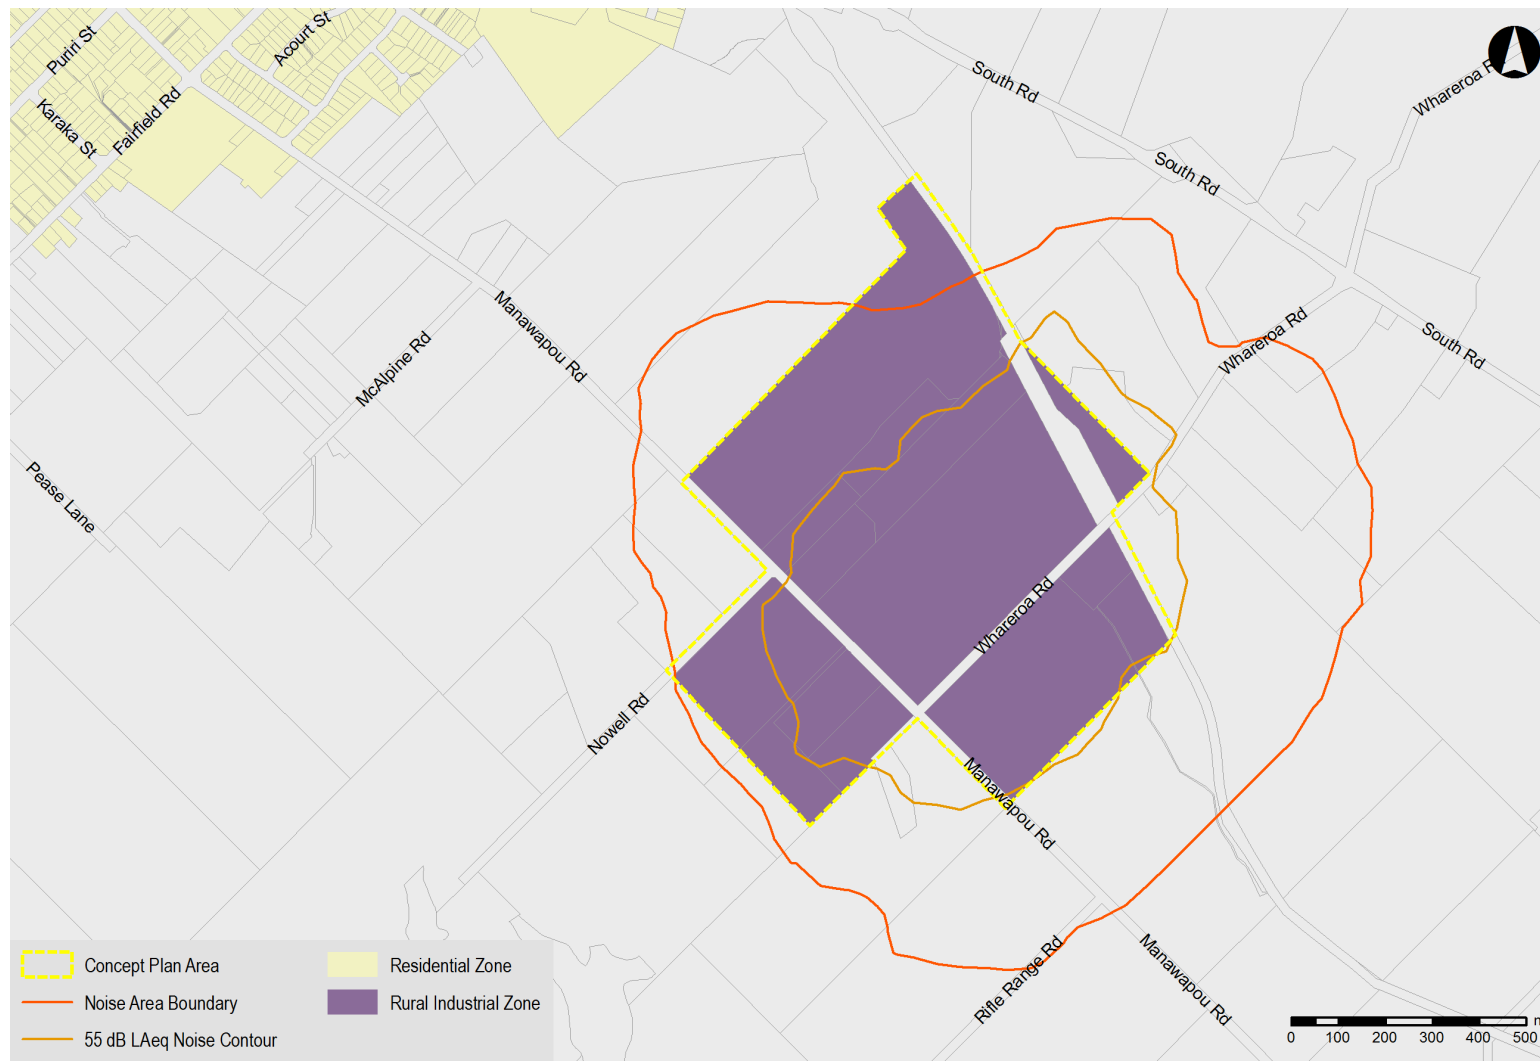 Puriri St
Acourt St
Karaka St
Fairfield Rd
South Rd
Whareroa R
South Rd
Manawapou Rd
McAlpine Rd
Whareroa Rd
South Rd
Pease Lane
Whareroa Rd
Nowell Rd
Manawapou Rd
Rifle Range Rd
Manawapou Rd
Concept Plan Area
Noise Area Boundary
55 dB LAeq Noise Contour
Residential Zone
Rural Industrial Zone
0 100 200 300 400 500